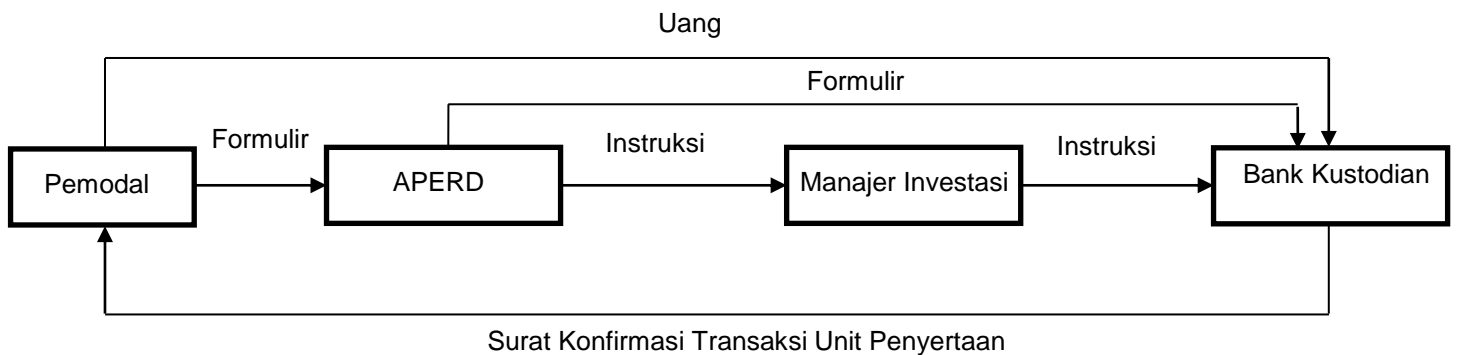 Uang
Formulir
Formulir
Instruksi
Instruksi
Pemodal
APERD
Manajer Investasi
Bank Kustodian
Surat Konfirmasi Transaksi Unit Penyertaan